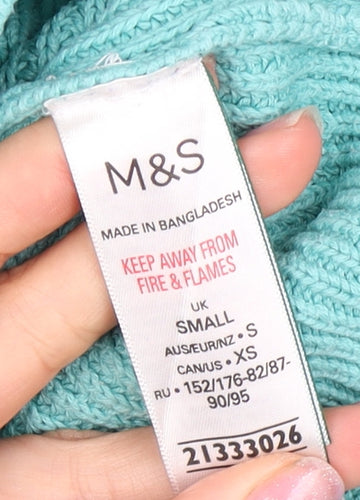 M&S
MADE IN BANGLADESH
KEEP AWAY FROM
FIRE & FLAMES
UK
SMALL
AUS/EUR/NZ • S
CAN/US • XS
RU • 152/176-82/87-
90/95
21333026